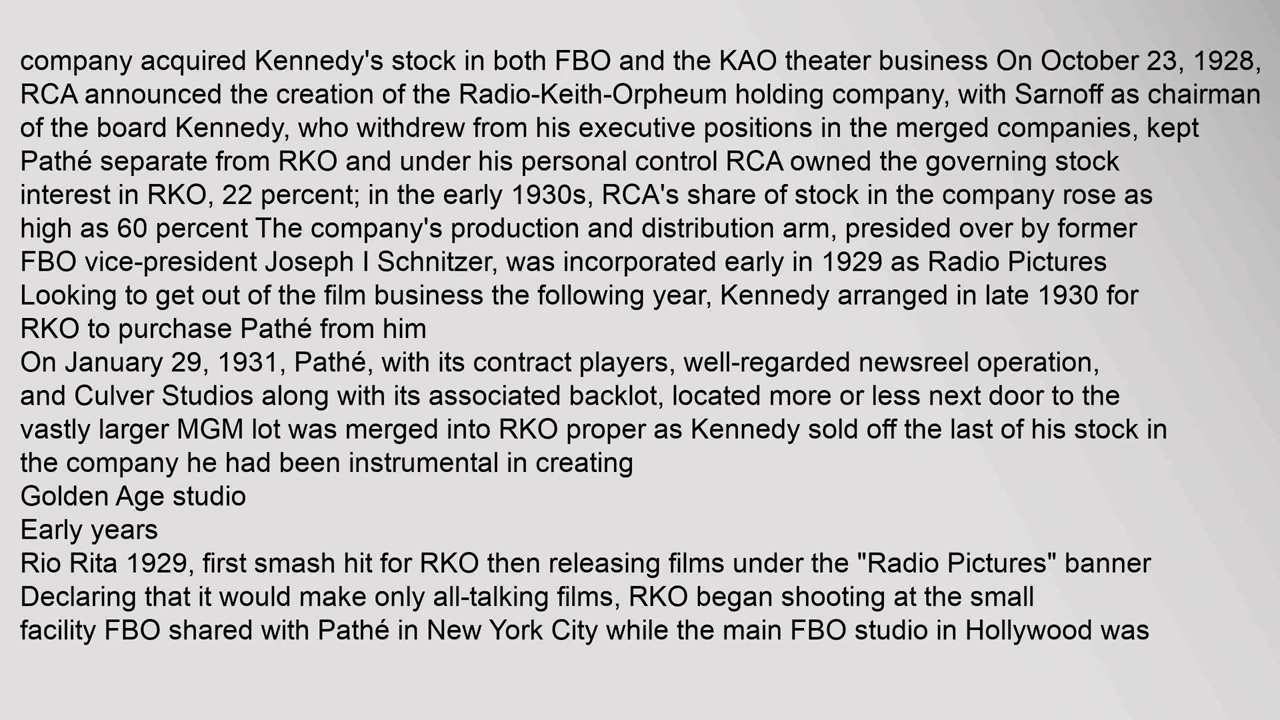 company acquired Kennedy's stock in both FBO and the KAO theater business On October 23, 1928,
RCA announced the creation of the Radio-Keith-Orpheum holding company, with Sarnoff as chairman
of the board Kennedy, who withdrew from his executive positions in the merged companies, kept
Pathé separate from RKO and under his personal control RCA owned the governing stock
interest in RKO, 22 percent; in the early 1930s, RCA's share of stock in the company rose as
high as 60 percent The company's production and distribution arm, presided over by former
FBO vice-president Joseph I Schnitzer, was incorporated early in 1929 as Radio Pictures
Looking to get out of the film business the following year, Kennedy arranged in late 1930 for
RKO to purchase Pathé from him
On January 29, 1931, Pathé, with its contract players, well-regarded newsreel operation,
and Culver Studios along with its associated backlot, located more or less next door to the
vastly larger MGM lot was merged into RKO proper as Kennedy sold off the last of his stock in
the company he had been instrumental in creating
Golden Age studio
Early years
Rio Rita 1929, first smash hit for RKO then releasing films under the "Radio Pictures" banner
Declaring that it would make only all-talking films, RKO began shooting at the small
facility FBO shared with Pathé in New York City while the main FBO studio in Hollywood was